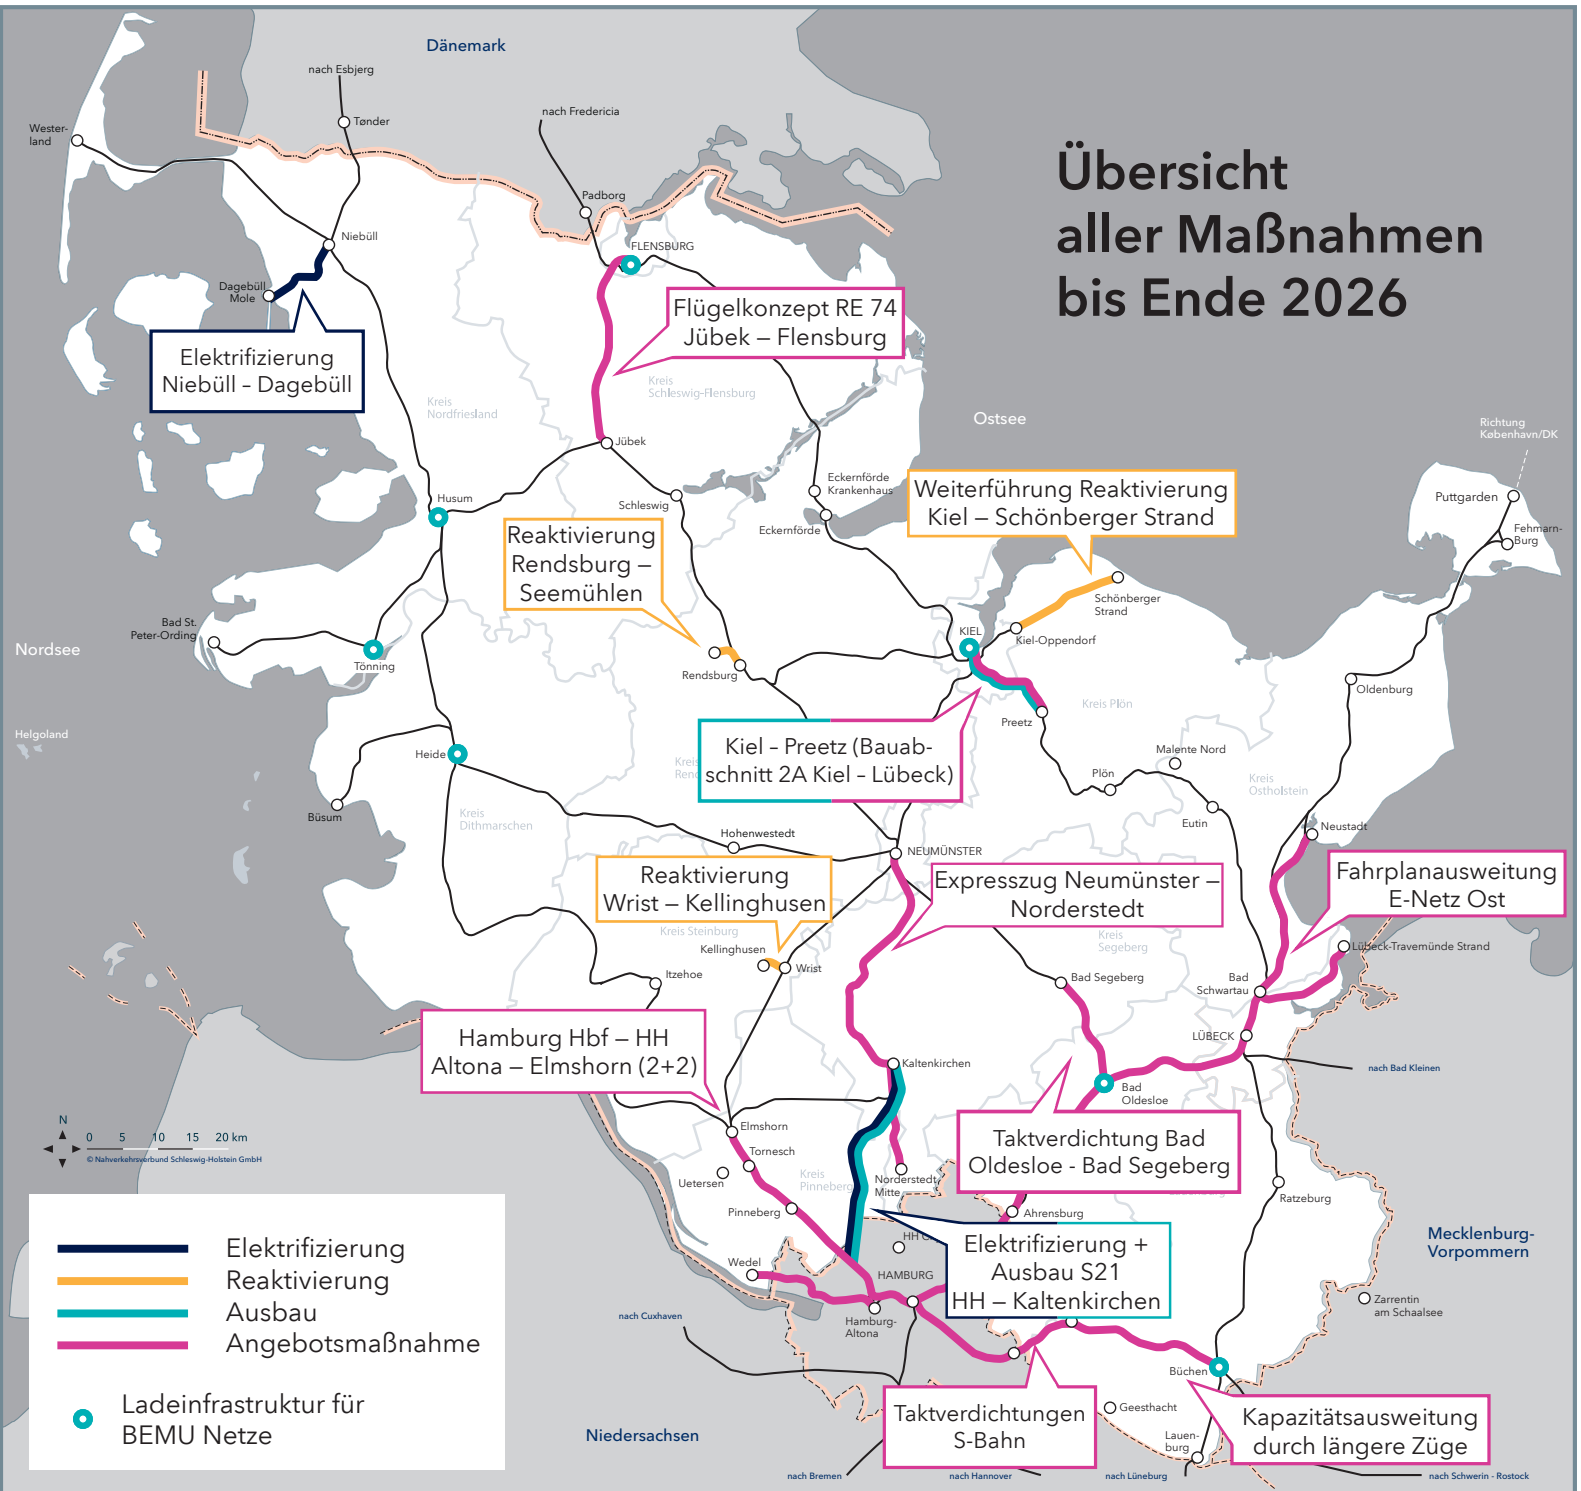 Dänemark
nach Esbjerg
Tønder
nach Fredericia
Wester-
land
Padborg
Übersicht
aller Maßnahmen
bis Ende 2026
Niebüll
FLENSBURG
Dagebüll
Mole
Flügelkonzept RE 74
Jübek – Flensburg
Elektrifizierung
Niebüll – Dagebüll
Kreis
Schleswig-Flensburg
Kreis
Nordfriesland
Ostsee
Richtung
København/DK
Jübek
Eckernförde
Krankenhaus
Weiterführung Reaktivierung
Kiel – Schönberger Strand
Puttgarden
Husum
Schleswig
Eckernförde
Fehmarn-
Burg
Reaktivierung
Rendsburg –
Seemühlen
Schönberger
Strand
Bad St.
Peter-Ording
KIEL
Kiel-Oppendorf
Nordsee
Tönning
Rendsburg
Oldenburg
Kreis Plön
Preetz
Helgoland
Heide
Kiel – Preetz (Bauab-
schnitt 2A Kiel – Lübeck)
Kreis
Malente Nord
Plön
Kreis
Ostholstein
Büsum
Kreis
Dithmarschen
Eutin
Neustadt
Hohenwestedt
NEUMÜNSTER
Reaktivierung
Wrist – Kellinghusen
Expresszug Neumünster –
Norderstedt
Fahrplanausweitung
E-Netz Ost
Kreis Steinburg
Kreis
Segeberg
Kellinghusen
Wrist
Itzehoe
Bad Segeberg
Bad
Schwartau
Lübeck-Travemünde Strand
Hamburg Hbf – HH
Altona – Elmshorn (2+2)
LÜBECK
Kaltenkirchen
nach Bad Kleinen
Bad
Oldesloe
N
0 5 10 15 20 km
© Nahverkehrsverbund Schleswig-Holstein GmbH
Elmshorn
Tornesch
Taktverdichtung Bad
Oldesloe - Bad Segeberg
Uetersen
Kreis
Pinneberg
Norderstedt
Mitte
Ratzeburg
Pinneberg
Ahrensburg
Elektrifizierung
Reaktivierung
Ausbau
Angebotsmaßnahme
Ladeinfrastruktur für
BEMU Netze
HH
Elektrifizierung +
Ausbau S21
HH – Kaltenkirchen
Mecklenburg-
Vorpommern
Wedel
HAMBURG
Zarrentin
am Schaalsee
nach Cuxhaven
Hamburg-
Altona
Büchen
Taktverdichtungen
S-Bahn
Geesthacht
Kapazitätsausweitung
durch längere Züge
Niedersachsen
Lauen-
burg
nach Bremen
nach Hannover
nach Lüneburg
nach Schwerin - Rostock